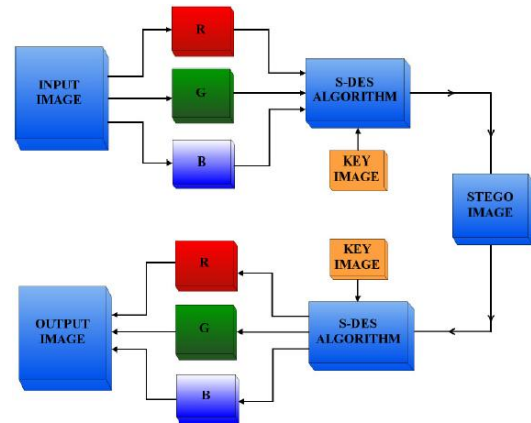 R
INPUT
IMAGE
G
S-DES
ALGORITHM
B
KEY
IMAGE
STEGO
IMAGE
KEY
IMAGE
R
OUTPUT
IMAGE
G
S-DES
ALGORITHM
B